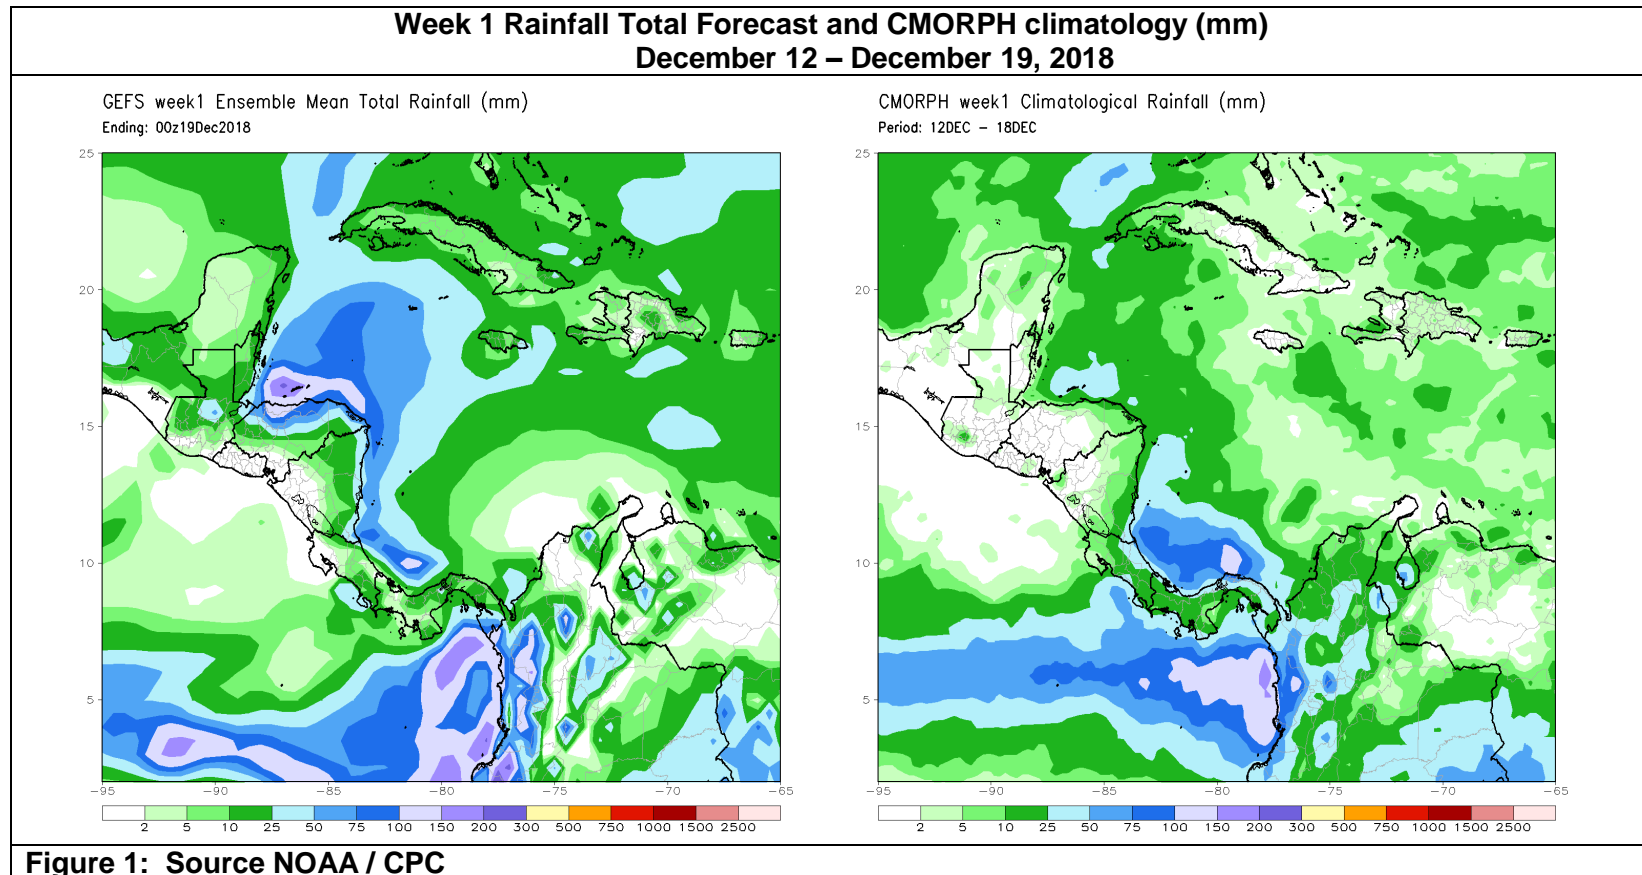 Week 1 Rainfall Total Forecast and CMORPH climatology (mm)
December 12 – December 19, 2018
GEFS week1 Ensemble Mean Total Rainfall (mm)
Ending: 00z19Dec2018
25
20
15
10
5
-95 -90 -85 -80 -75 -70 -65
2 5 10 25 50 75 100 150 200 300 500 750 1000 1500 2500
CMORPH week1 Climatological Rainfall (mm)
Period: 12DEC - 18DEC
25
20
15
10
5
-95 -90 -85 -80 -75 -70 -65
2 5 10 25 50 75 100 150 200 300 500 750 1000 1500 2500
Figure 1: Source NOAA / CPC